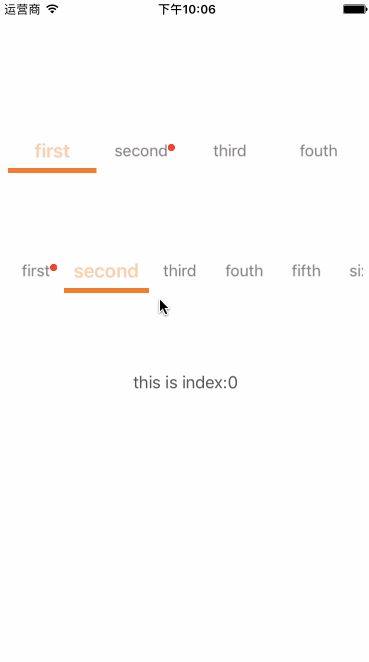 运营商 下午10:06
first second third fouth
first second third fouth fifth si
this is index:0